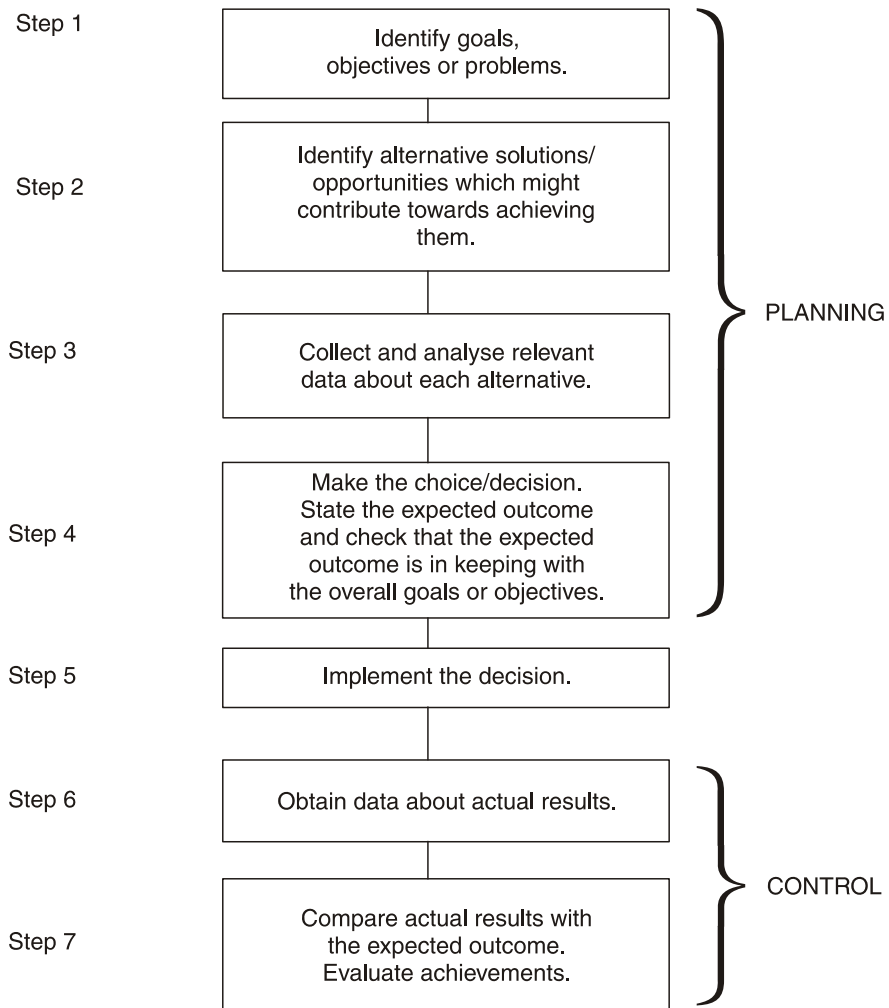 Step 1
Identify goals,
objectives or problems.
Step 2
Identify alternative solutions/
opportunities which might
contribute towards achieving
them.
PLANNING
Step 3
Collect and analyse relevant
data about each alternative.
Step 4
Make the choice/decision.
State the expected outcome
and check that the expected
outcome is in keeping with
the overall goals or objectives.
Step 5
Implement the decision.
Step 6
Obtain data about actual results.
CONTROL
Step 7
Compare actual results with
the expected outcome.
Evaluate achievements.